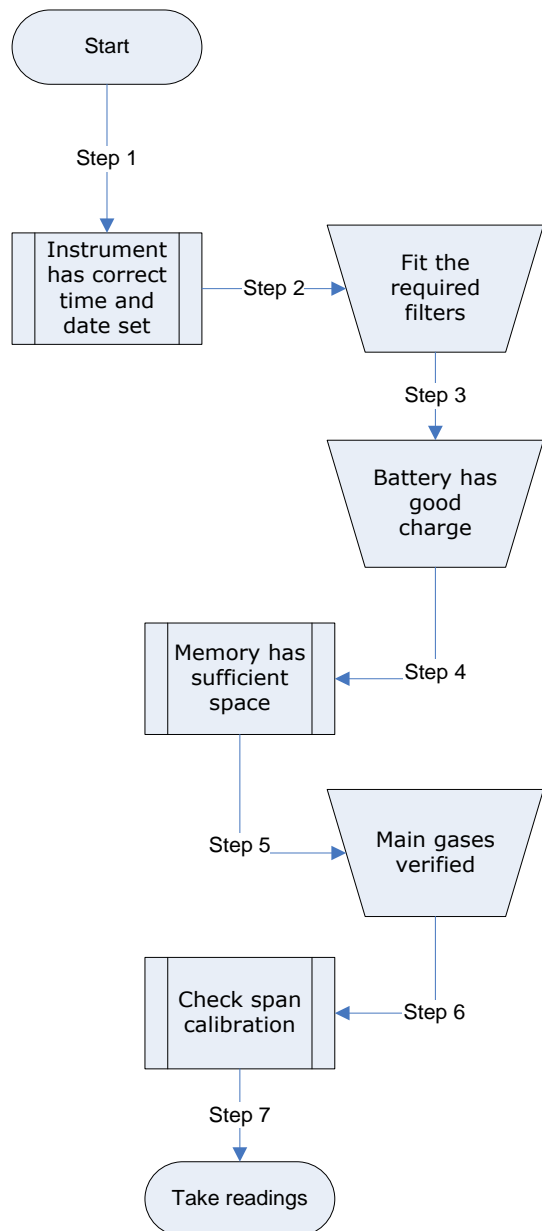 Start
Step 1
Instrument
has correct
time and
date set
Step 2
Fit the
required
filters
Step 3
Battery has
good
charge
Step 4
Memory has
sufficient
space
Step 5
Main gases
verified
Step 6
Check span
calibration
Step 7
Take readings